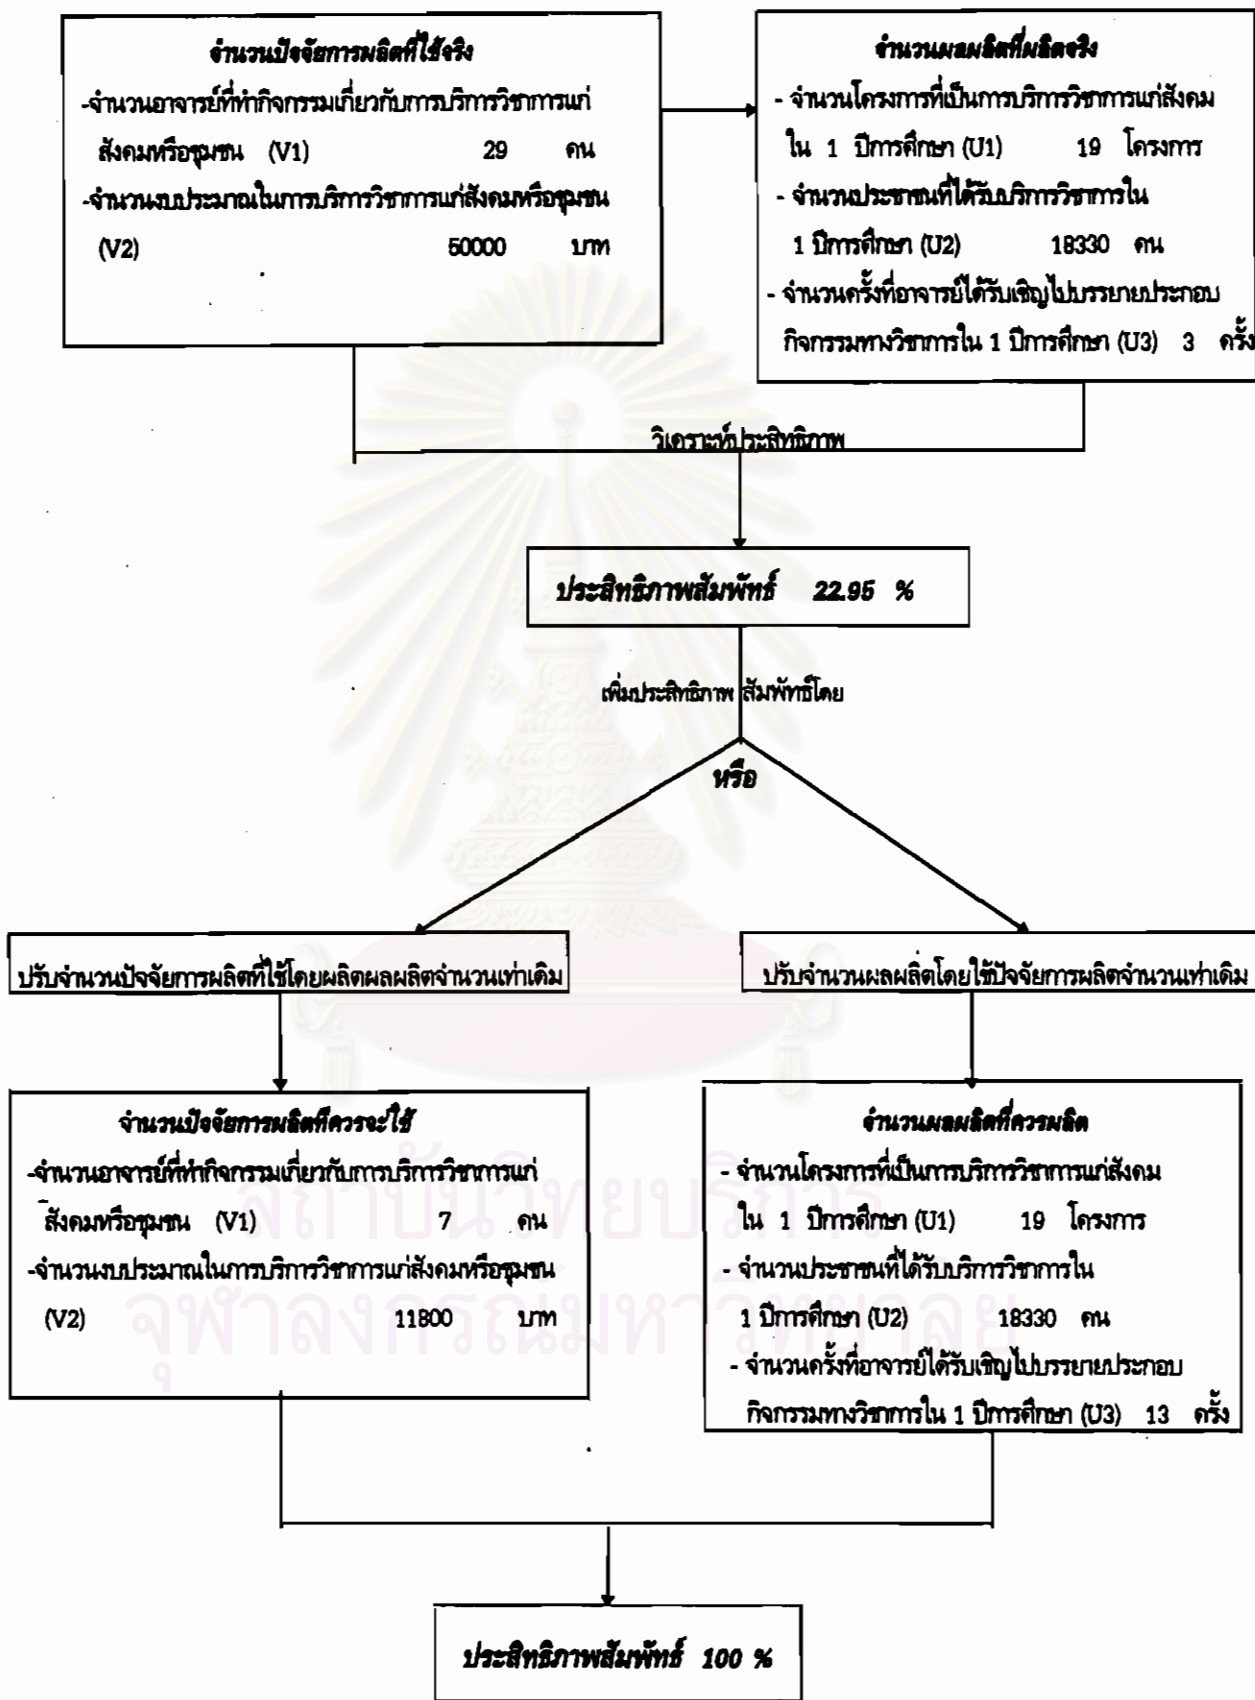 จำนวนปัจจัยการผลิตที่ใช้จริง
-จำนวนอาจารย์ที่ทำกิจกรรมเกี่ยวกับการบริการวิชาการแก่
สังคมหรือชุมชน (V1) 29 คน
-จำนวนงบประมาณในการบริการวิชาการแก่สังคมหรือชุมชน
(V2) 50000 บาท
จำนวนผลผลิตที่ผลิตจริง
- จำนวนโครงการที่เป็นการบริการวิชาการแก่สังคม
ใน 1 ปีการศึกษา (U1) 19 โครงการ
- จำนวนประชาชนที่ได้รับบริการวิชาการใน
1 ปีการศึกษา (U2) 18330 คน
- จำนวนครั้งที่อาจารย์ได้รับเชิญไปบรรยายประกอบ
กิจกรรมทางวิชาการใน 1 ปีการศึกษา (U3) 3 ครั้ง
วิเคราะห์ประสิทธิภาพ
ประสิทธิภาพสัมพัทธ์ 22.95 %
เพิ่มประสิทธิภาพ สัมพัทธ์โดย
หรือ
ปรับจำนวนปัจจัยการผลิตที่ใช้โดยผลิตผลผลิตจำนวนเท่าเดิม
ปรับจำนวนผลผลิตโดยใช้ปัจจัยการผลิตจำนวนเท่าเดิม
จำนวนปัจจัยการผลิตที่ควรจะใช้
-จำนวนอาจารย์ที่ทำกิจกรรมเกี่ยวกับการบริการวิชาการแก่
สังคมหรือชุมชน (V1) 7 คน
-จำนวนงบประมาณในการบริการวิชาการแก่สังคมหรือชุมชน
(V2) 11800 บาท
จำนวนผลผลิตที่ควรผลิต
- จำนวนโครงการที่เป็นการบริการวิชาการแก่สังคม
ใน 1 ปีการศึกษา (U1) 19 โครงการ
- จำนวนประชาชนที่ได้รับบริการวิชาการใน
1 ปีการศึกษา (U2) 18330 คน
- จำนวนครั้งที่อาจารย์ได้รับเชิญไปบรรยายประกอบ
กิจกรรมทางวิชาการใน 1 ปีการศึกษา (U3) 13 ครั้ง
สถาบันวิทยบริการ
จุฬาลงกรณ์มหาวิทยาลัย
ประสิทธิภาพสัมพัทธ์ 100 %